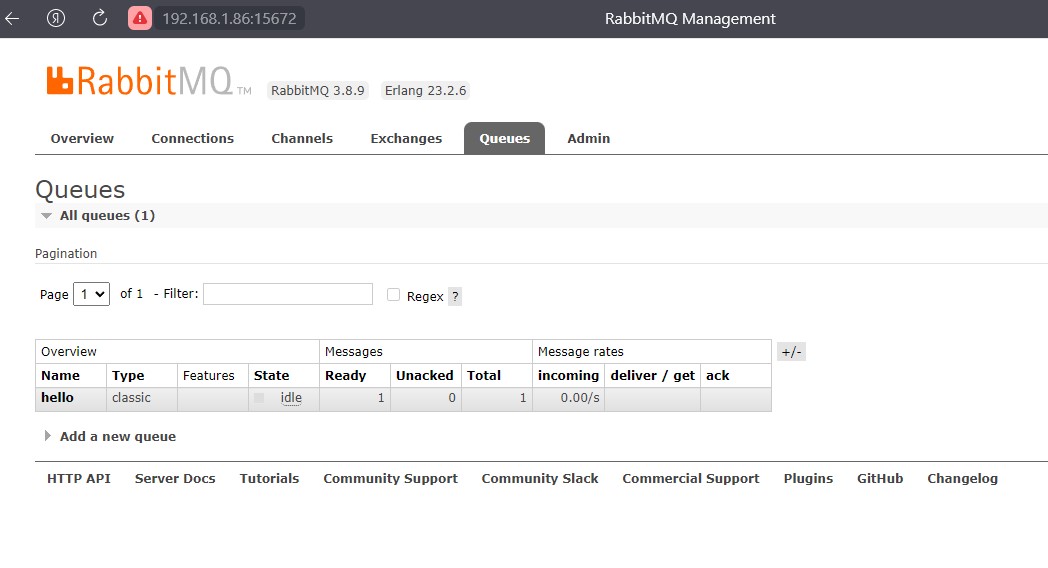 192.168.1.86:15672 RabbitMQ Management
RabbitMQ TM RabbitMQ 3.8.9 Erlang 23.2.6
Overview Connections Channels Exchanges Queues Admin
Queues
All queues (1)
Pagination
Page 1 of 1 - Filter: Regex ?
Overview Messages Message rates +/-
Name Type Features State Ready Unacked Total incoming deliver / get ack
hello classic idle 1 0 1 0.00/s
Add a new queue
HTTP API Server Docs Tutorials Community Support Community Slack Commercial Support Plugins GitHub Changelog